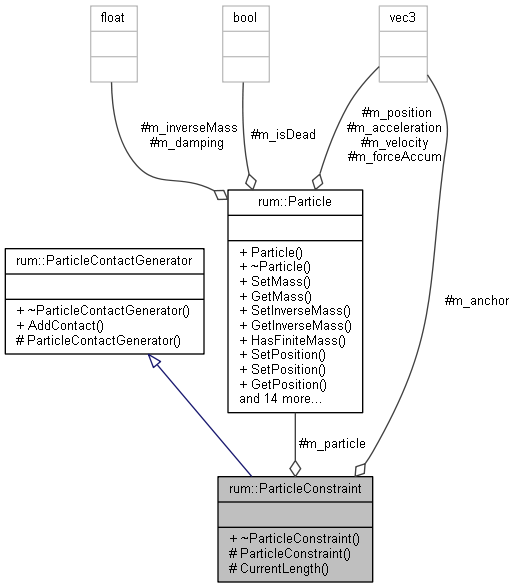 float
bool
vec3
#m_inverseMass
#m_damping
#m_isDead
#m_position
#m_acceleration
#m_velocity
#m_forceAccum
rum::Particle
+ Particle()
+ ~Particle()
+ SetMass()
+ GetMass()
+ SetInverseMass()
+ GetInverseMass()
+ HasFiniteMass()
+ SetPosition()
+ SetPosition()
+ GetPosition()
and 14 more...
rum::ParticleContactGenerator
+ ~ParticleContactGenerator()
+ AddContact()
# ParticleContactGenerator()
#m_anchor
#m_particle
rum::ParticleConstraint
+ ~ParticleConstraint()
# ParticleConstraint()
# CurrentLength()